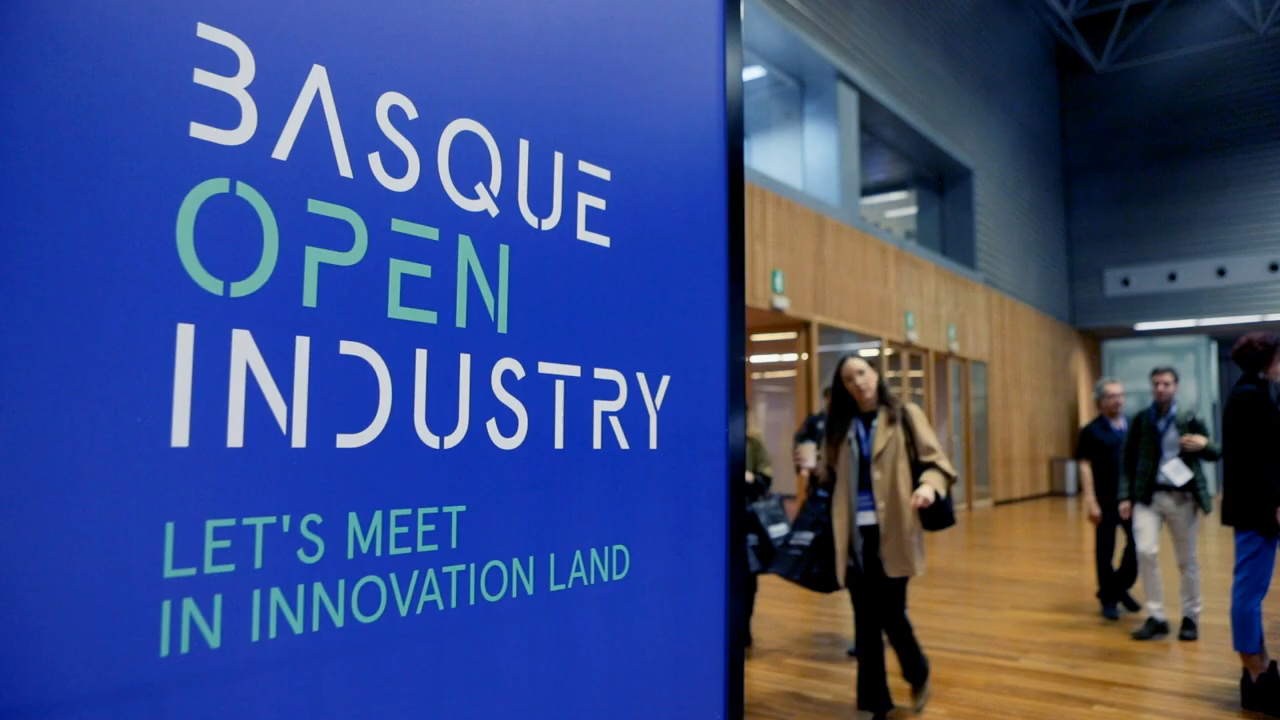 BASQUE
OPEN
INDUSTRY
LET'S MEET
IN INNOVATION LAND